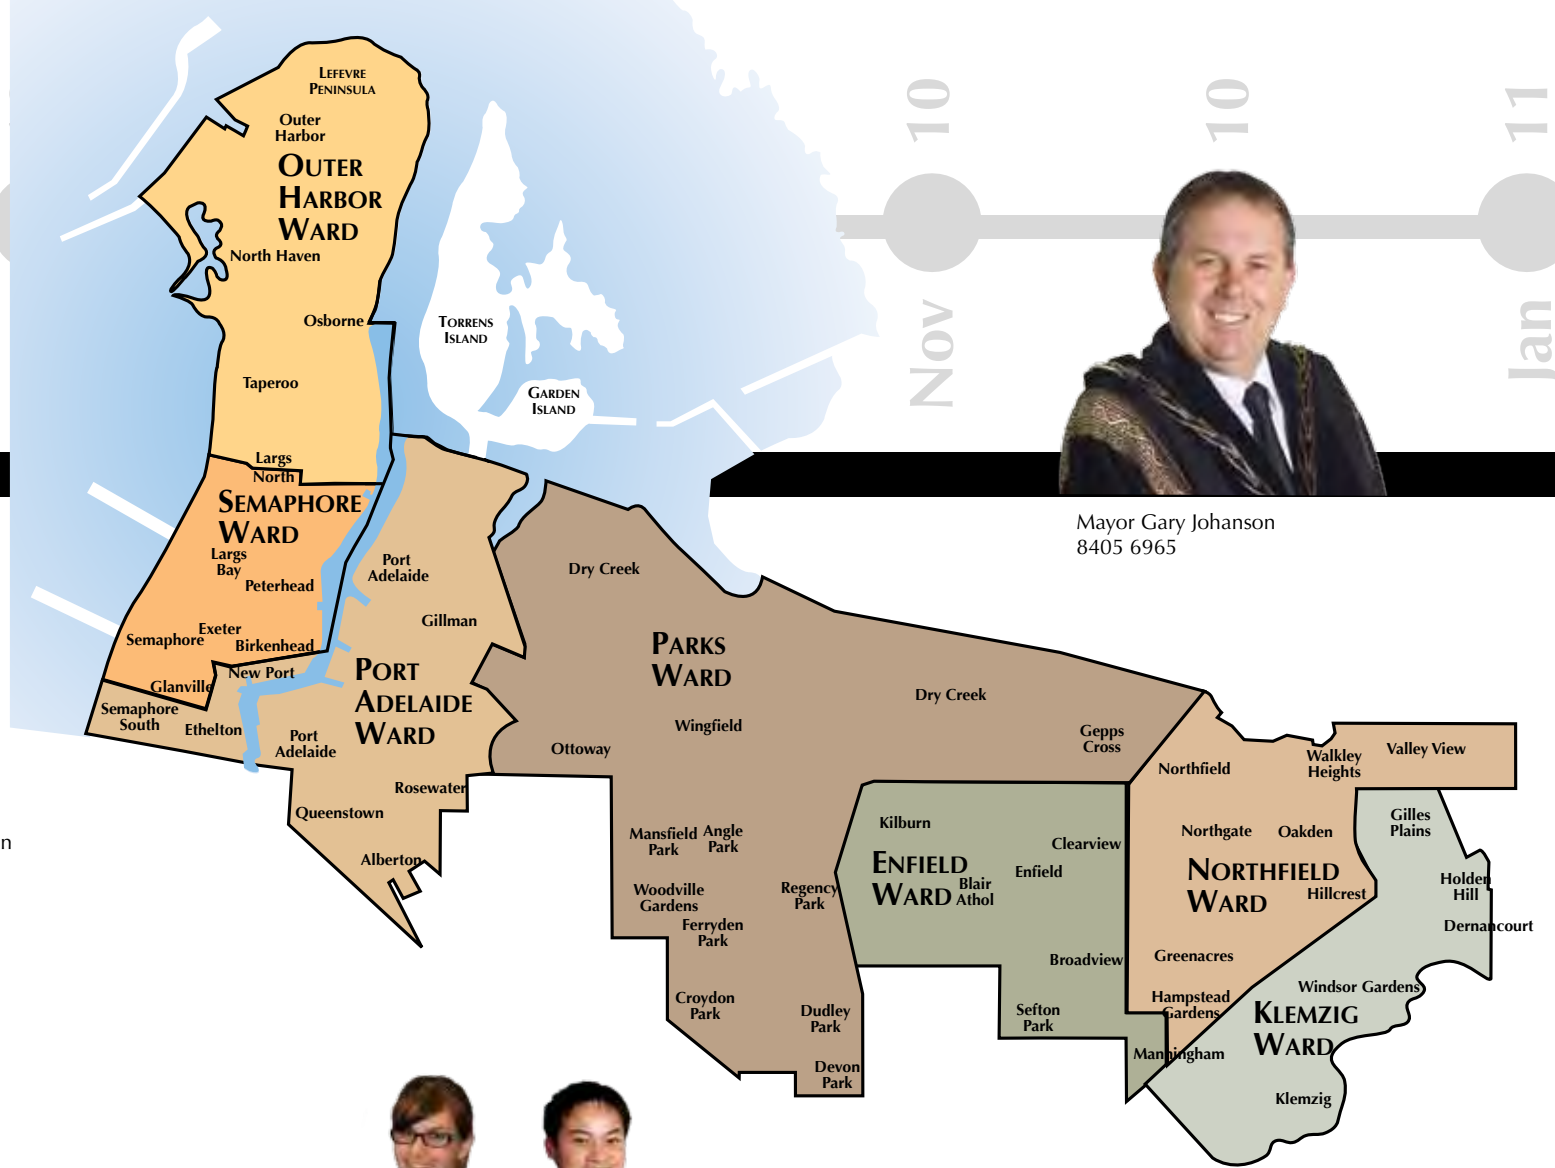 LEFEVRE
PENINSULA
Outer
Harbor
OUTER
HARBOR
WARD
North Haven
Osborne
Taperoo
Largs
North
TORRENS
ISLAND
GARDEN
ISLAND
Nov 10
10
Jan 11
Mayor Gary Johanson
8405 6965
SEMAPHORE
WARD
Largs
Bay
Peterhead
Exeter
Semaphore
Birkenhead
Glanville
New Port
Semaphore
South
Ethelton
Port
Adelaide
Gillman
PORT
ADELAIDE
WARD
Port
Adelaide
Rosewater
Queenstown
Alberton
Dry Creek
PARKS
WARD
Dry Creek
Wingfield
Ottoway
Gepps
Cross
Mansfield
Park
Angle
Park
Woodville
Gardens
Regency
Park
Ferryden
Park
Croydon
Park
Dudley
Park
Devon
Park
Kilburn
Clearview
ENFIELD
WARD
Enfield
Blair
Athol
Broadview
Sefton
Park
Northfield
Walkley
Heights
Valley View
Northgate
Oakden
NORTHFIELD
WARD
Hillcrest
Greenacres
Hampstead
Gardens
Manningham
Gilles
Plains
Holden
Hill
Dernancourt
Windsor Gardens
KLEMZIG
WARD
Klemzig
n